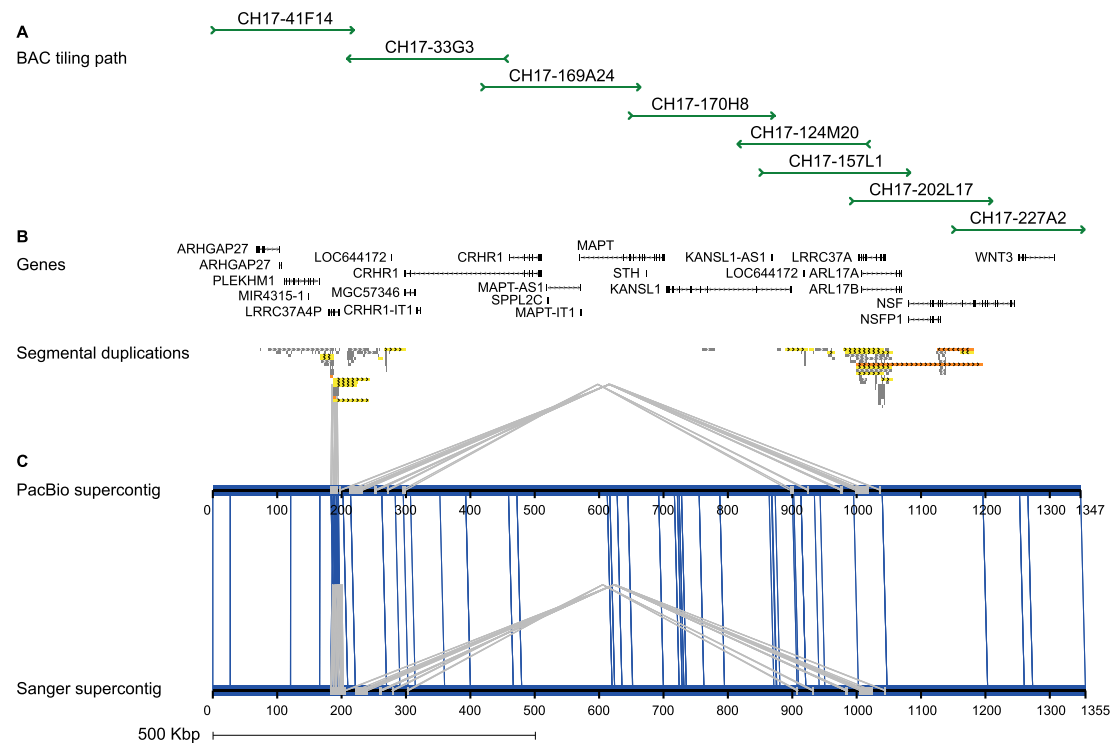 CH17-41F14
A
BAC tiling path
CH17-33G3
CH17-169A24
CH17-170H8
CH17-124M20
CH17-157L1
CH17-202L17
CH17-227A2
B
Genes
ARHGAP27
ARHGAP27
PLEKHM1
MIR4315-1
LRRC37A4P
LOC644172
CRHR1
MGC57346
CRHR1-IT1
CRHR1
MAPT-AS1
SPPL2C
MAPT-IT1
MAPT
STH
KANSL1
KANSL1-AS1
LOC644172
LRRC37A
ARL17A
ARL17B
NSF
NSFP1
WNT3
Segmental duplications
C
PacBio supercontig
0 100 200 300 400 500 600 700 800 900 1000 1100 1200 1300 1347
Sanger supercontig
0 100 200 300 400 500 600 700 800 900 1000 1100 1200 1300 1355
500 Kbp